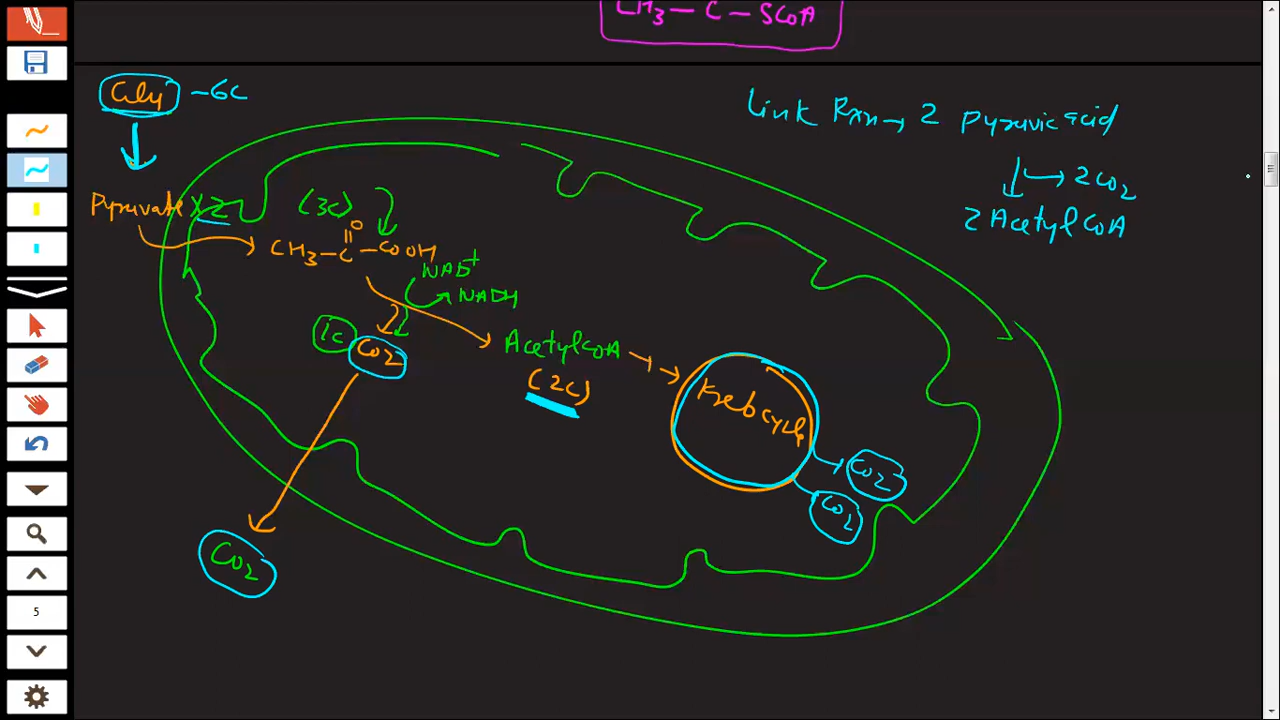 CH3 — C — SCoA
Gly – 6C
Link Rxn → 2 Pyruvic acid
→ 2CO2
2 AcetylCoA
Pyruvate x 2
(3C)
O
CH3 – C – COOH
NAD+
NADH
1C
CO2
AcetylCoA
(2C)
Kreb cycle
CO2
CO2
CO2
5